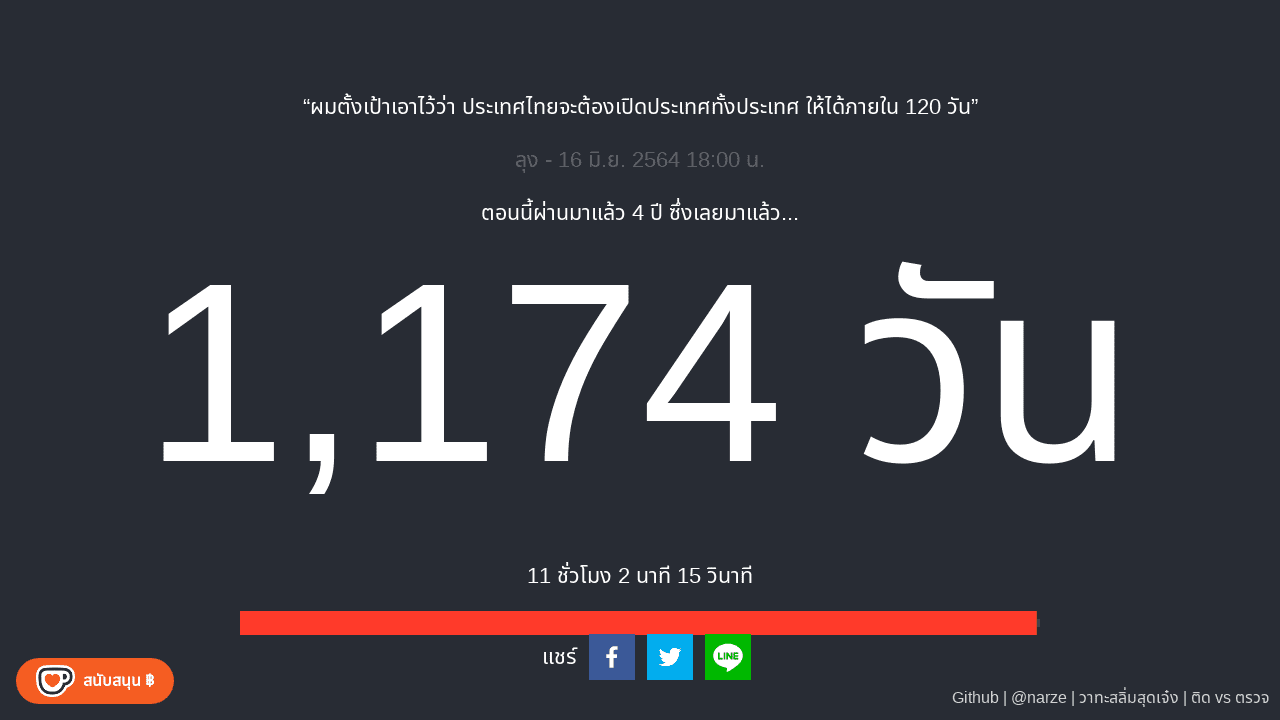 “ผมตั้งเป้าเอาไว้ว่า ประเทศไทยจะต้องเปิดประเทศทั้งประเทศ ให้ได้ภายใน 120 วัน”
ลุง - 16 มิ.ย. 2564 18:00 น.
ตอนนี้ผ่านมาแล้ว 4 ปี ซึ่งเลยมาแล้ว...
1,174 วัน
11 ชั่วโมง 2 นาที 15 วินาที
แชร์ LINE
สนับสนุน ฿
Github | @narze | วาทะสลิ่มสุดเจ๋ง | ติด vs ตรวจ